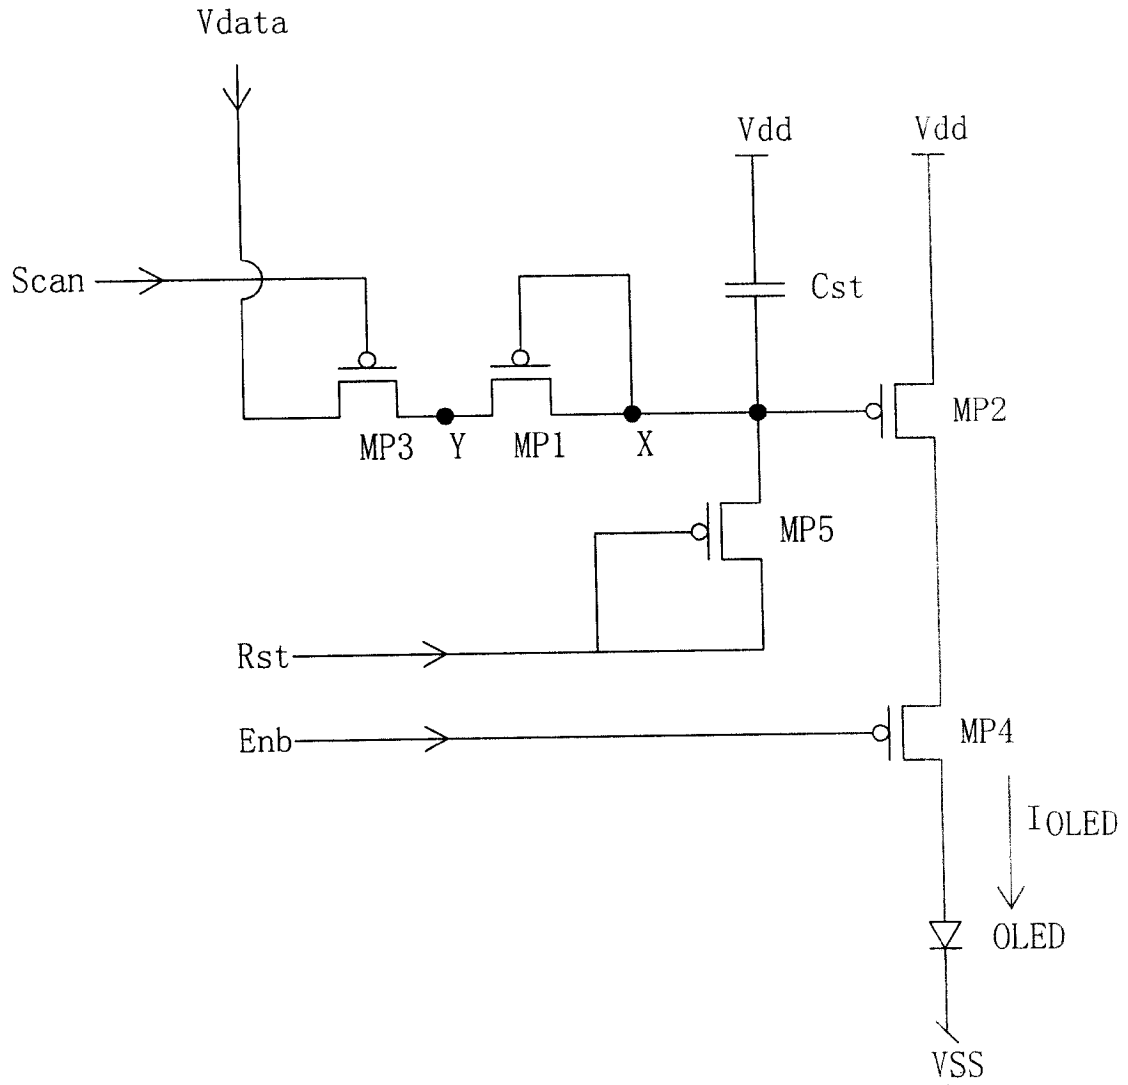 Vdata
Vdd
Vdd
Scan
Cst
MP3
Y
MP1
X
MP2
MP5
Rst
Enb
MP4
IOLED
OLED
VSS